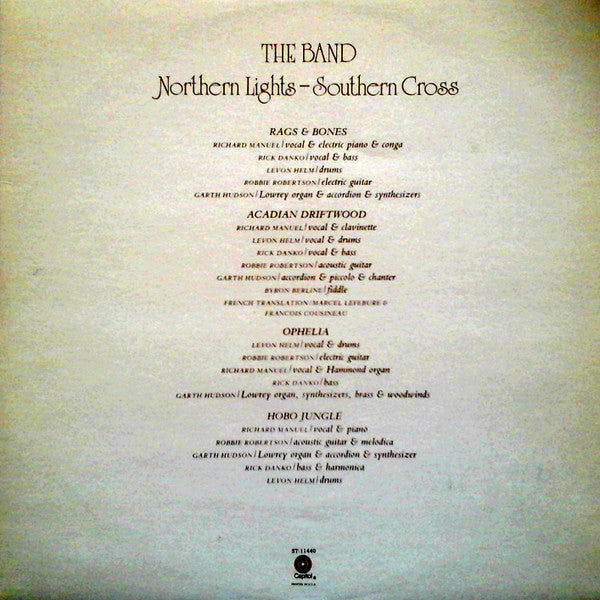 THE BAND
Northern Lights – Southern Cross
RAGS & BONES
RICHARD MANUEL/vocal & electric piano & conga
RICK DANKO/vocal & bass
LEVON HELM/drums
ROBBIE ROBERTSON/electric guitar
GARTH HUDSON/Lowrey organ & accordion & synthesizers
ACADIAN DRIFTWOOD
RICHARD MANUEL/vocal & clavinette
LEVON HELM/vocal & drums
RICK DANKO/vocal & bass
ROBBIE ROBERTSON/acoustic guitar
GARTH HUDSON/accordion & piccolo & chanter
BYRON BERLINE/fiddle
FRENCH TRANSLATION/MARCEL LEFEBURE &
FRANCOIS COUSINEAU
OPHELIA
LEVON HELM/vocal & drums
ROBBIE ROBERTSON/electric guitar
RICHARD MANUEL/vocal & Hammond organ
RICK DANKO/bass
GARTH HUDSON/Lowrey organ, synthesizers, brass & woodwinds
HOBO JUNGLE
RICHARD MANUEL/vocal & piano
ROBBIE ROBERTSON/acoustic guitar & melodica
GARTH HUDSON/Lowrey organ & accordion & synthesizer
RICK DANKO/bass & harmonica
LEVON HELM/drums
ST-11440
Capitol®
PRINTED IN U.S.A.